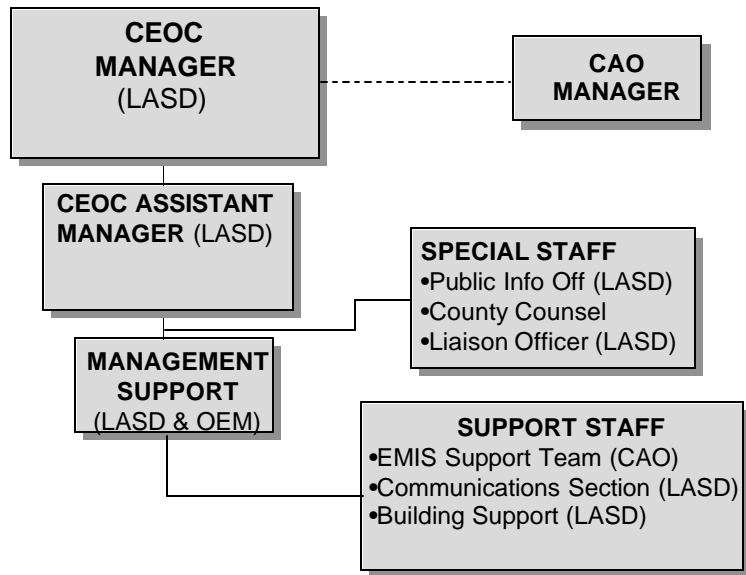 CEOC
MANAGER
(LASD)
CAO
MANAGER
CEOC ASSISTANT
MANAGER (LASD)
SPECIAL STAFF
•Public Info Off (LASD)
•County Counsel
•Liaison Officer (LASD)
MANAGEMENT
SUPPORT
(LASD & OEM)
SUPPORT STAFF
•EMIS Support Team (CAO)
•Communications Section (LASD)
•Building Support (LASD)